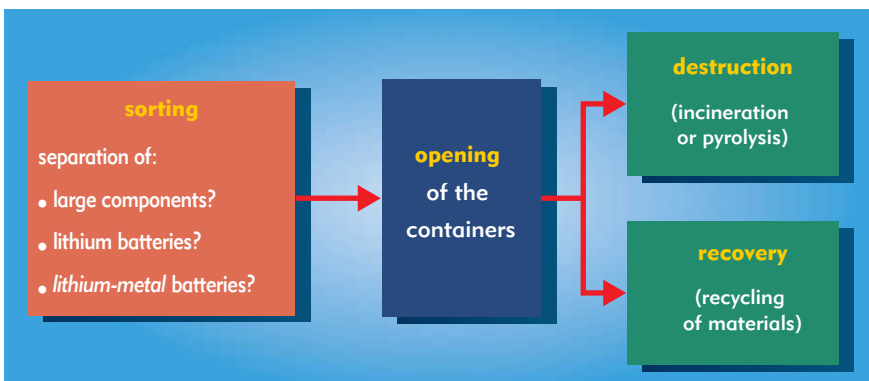 sorting
separation of:
• large components?
• lithium batteries?
• lithium-metal batteries?
opening
of the
containers
destruction
(incineration
or pyrolysis)
recovery
(recycling
of materials)